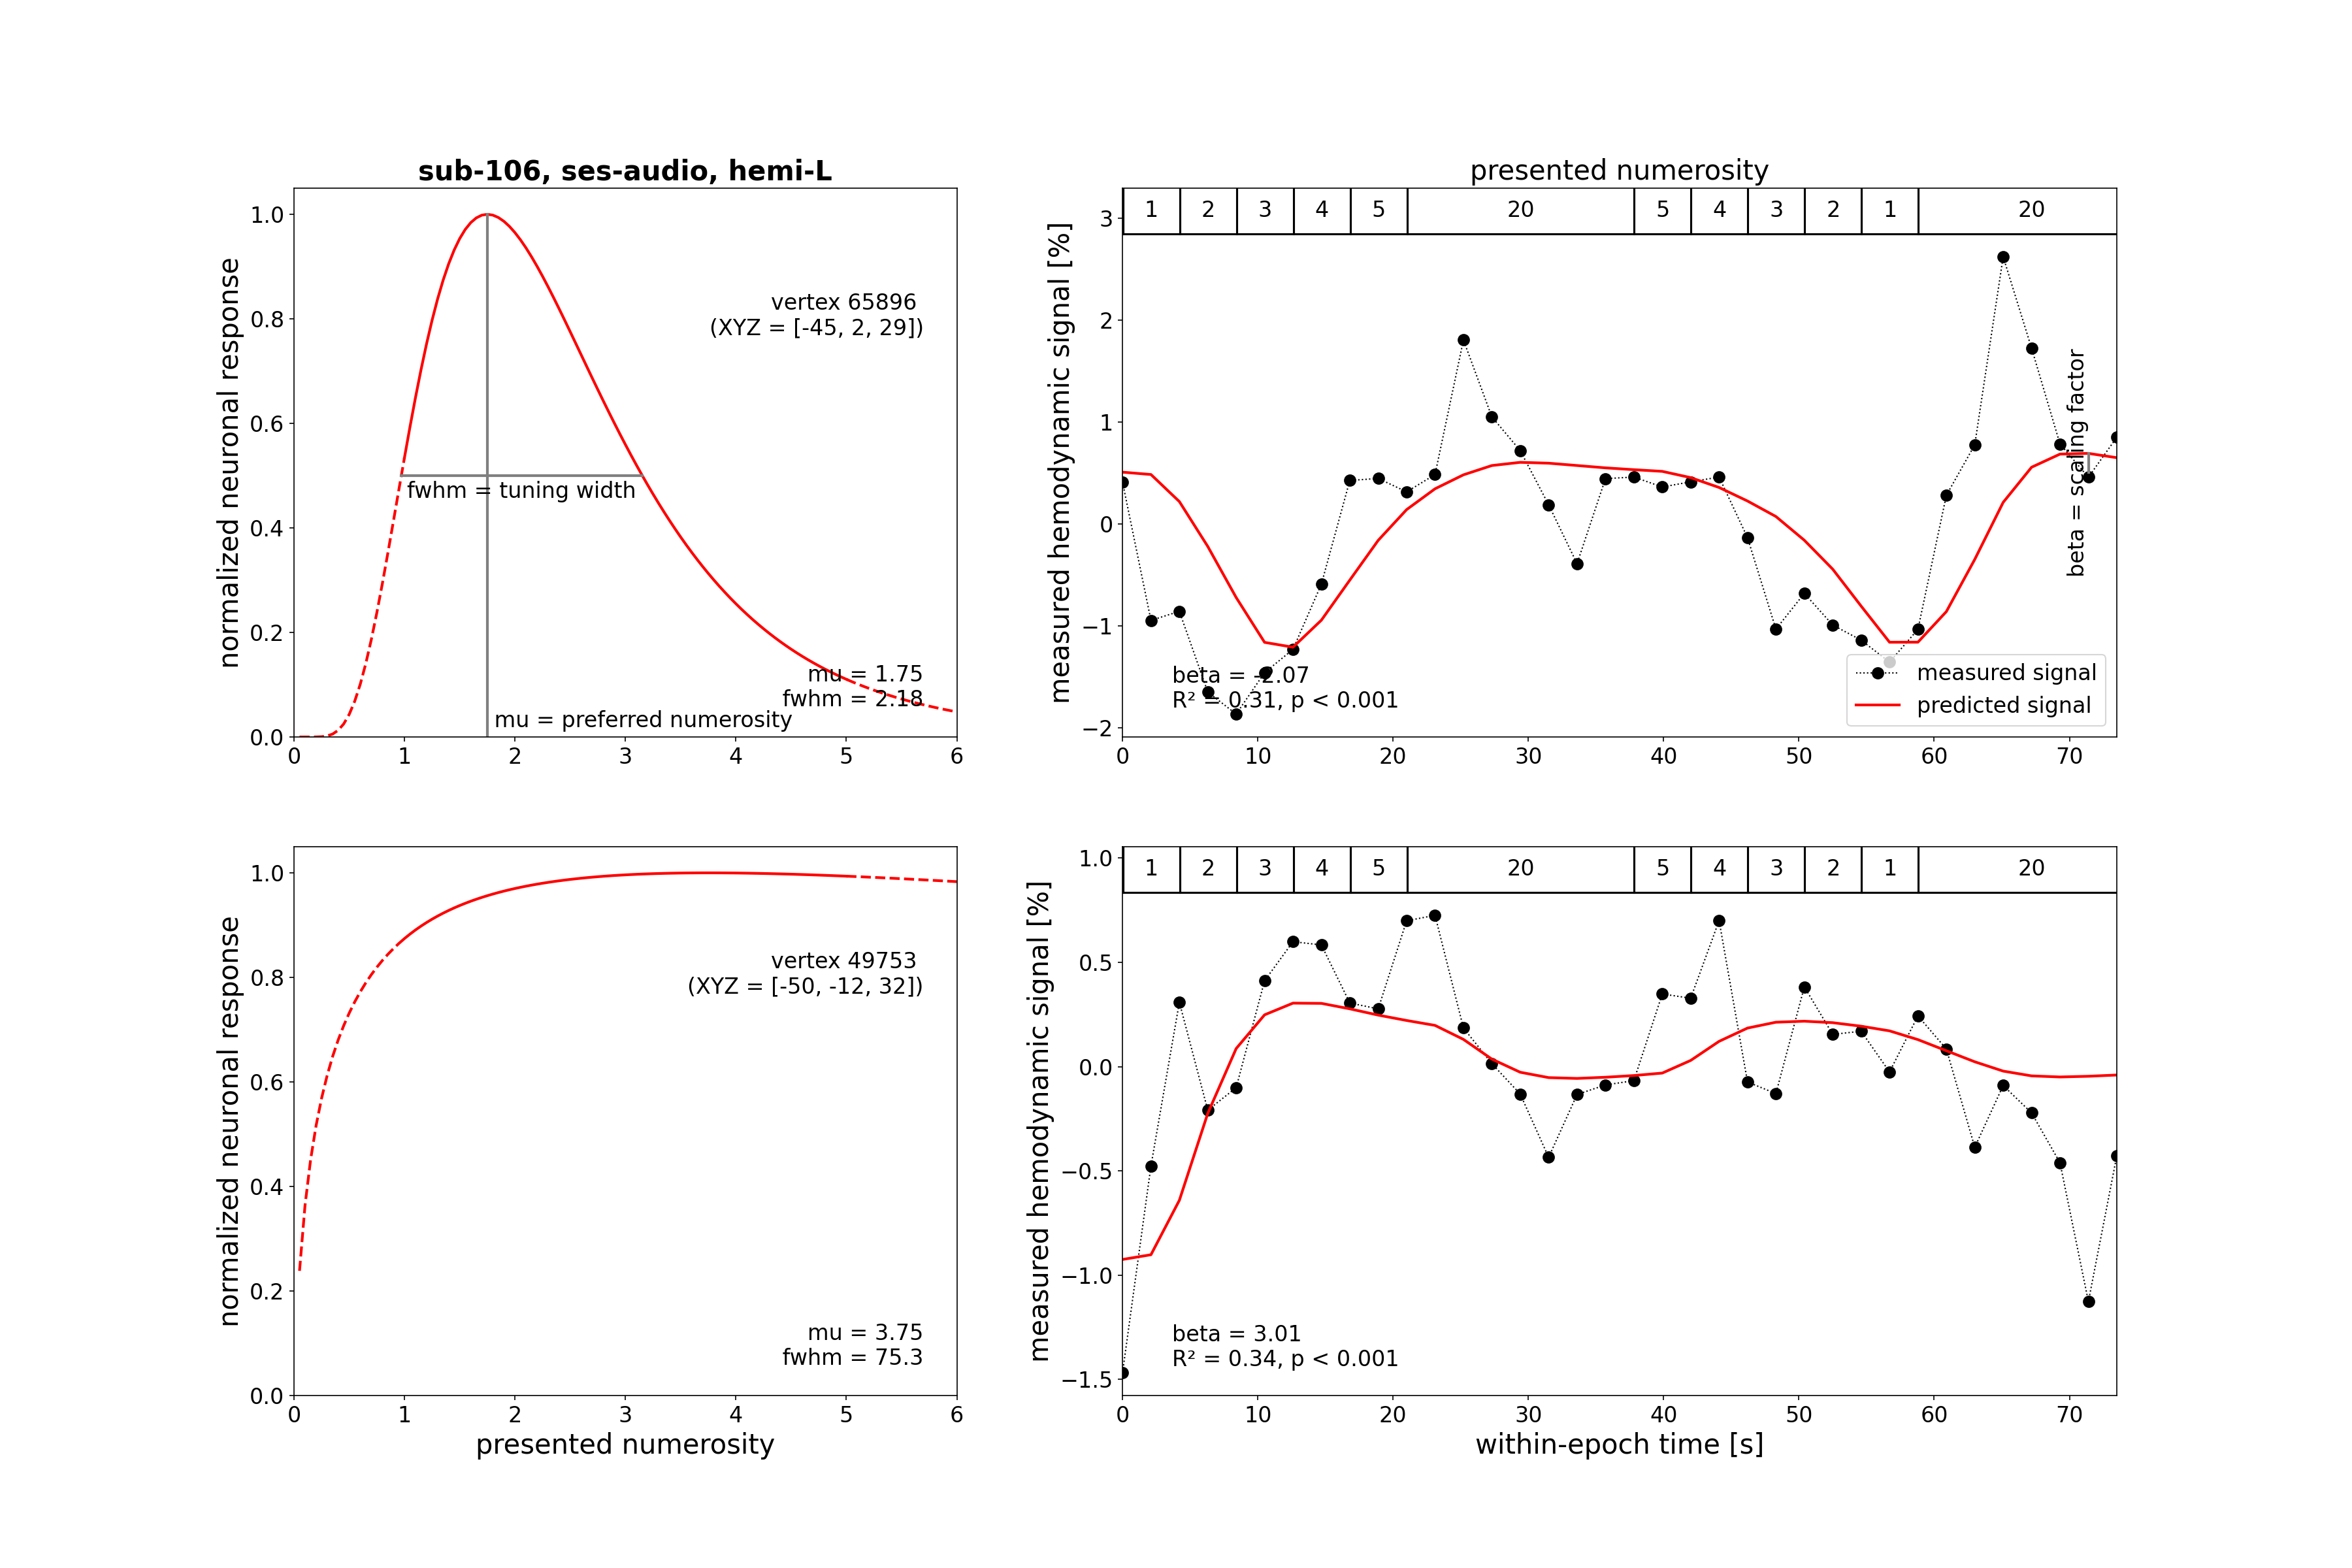 sub-106, ses-audio, hemi-L
normalized neuronal response
1.0
0.8
0.6
0.4
0.2
0.0
vertex 65896
(XYZ = [-45, 2, 29])
fwhm = tuning width
mu = 1.75
fwhm = 2.18
mu = preferred numerosity
0 1 2 3 4 5 6
presented numerosity
measured hemodynamic signal [%]
1 2 3 4 5 20 5 4 3 2 1 20
3
2
1
0
−1
−2
beta = scaling factor
beta = -2.07
R² = 0.31, p < 0.001
measured signal
predicted signal
0 10 20 30 40 50 60 70
normalized neuronal response
1.0
0.8
0.6
0.4
0.2
0.0
vertex 49753
(XYZ = [-50, -12, 32])
mu = 3.75
fwhm = 75.3
0 1 2 3 4 5 6
presented numerosity
measured hemodynamic signal [%]
1 2 3 4 5 20 5 4 3 2 1 20
1.0
0.5
0.0
−0.5
−1.0
−1.5
beta = 3.01
R² = 0.34, p < 0.001
0 10 20 30 40 50 60 70
within-epoch time [s]